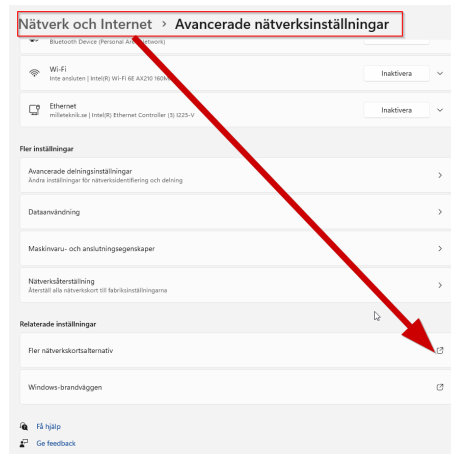 Nätverk och Internet > Avancerade nätverksinställningar
Bluetooth Device (Personal Area Network)
Wi-Fi
Inte ansluten | Intel(R) Wi-Fi 6E AX210 160M
Inaktivera
Ethernet
milleteknik.se | Intel(R) Ethernet Controller (3) I225-V
Inaktivera
Fler inställningar
Avancerade delningsinställningar
Ändra inställningar för nätverksidentifiering och delning
Dataanvändning
Maskinvaru- och anslutningsegenskaper
Nätverksåterställning
Återställ alla nätverkskort till fabriksinställningarna
Relaterade inställningar
Fler nätverkskortsalternativ
Windows-brandväggen
Få hjälp
Ge feedback